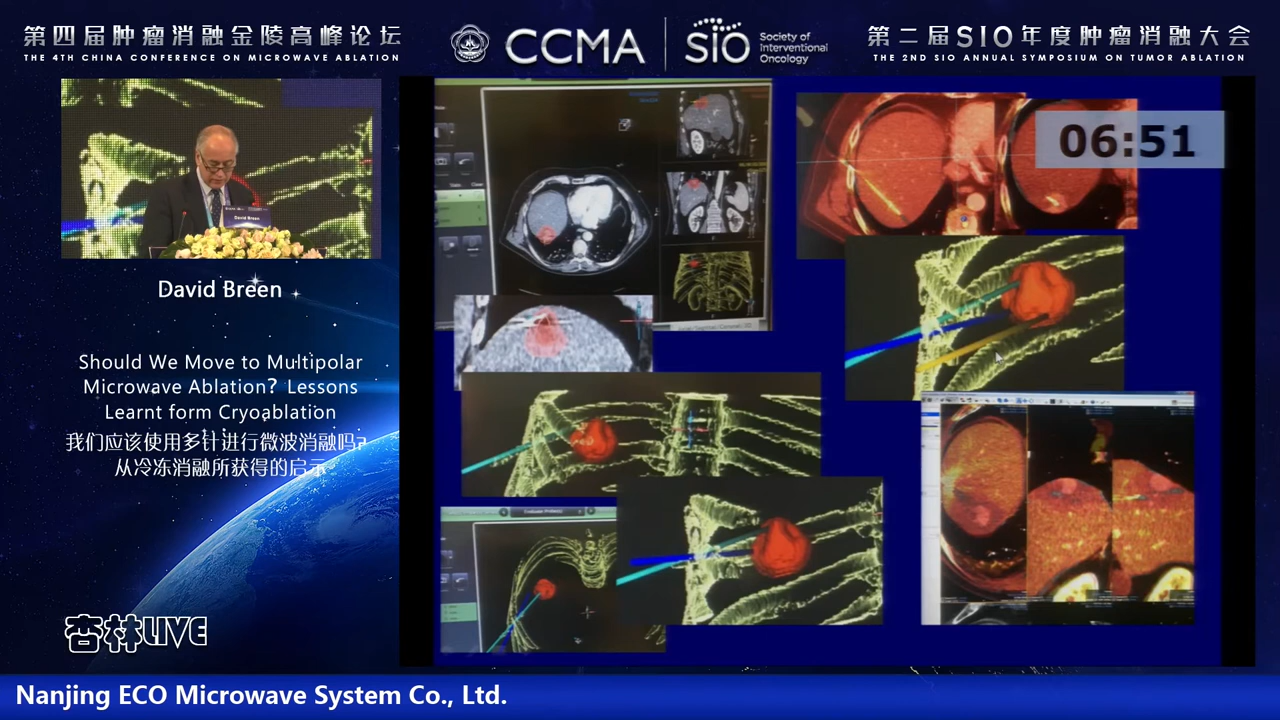 第四届肿瘤消融金陵高峰论坛
THE 4TH CHINA CONFERENCE ON MICROWAVE ABLATION
CCMA
SIO
Society of
Interventional
Oncology
第二届SIO年度肿瘤消融大会
THE 2ND SIO ANNUAL SYMPOSIUM ON TUMOR ABLATION
06:51
David Breen
David Breen
Should We Move to Multipolar
Microwave Ablation? Lessons
Learnt form Cryoablation
我们应该使用多针进行微波消融吗?
从冷冻消融所获得的启示
杏林LIVE
Nanjing ECO Microwave System Co., Ltd.